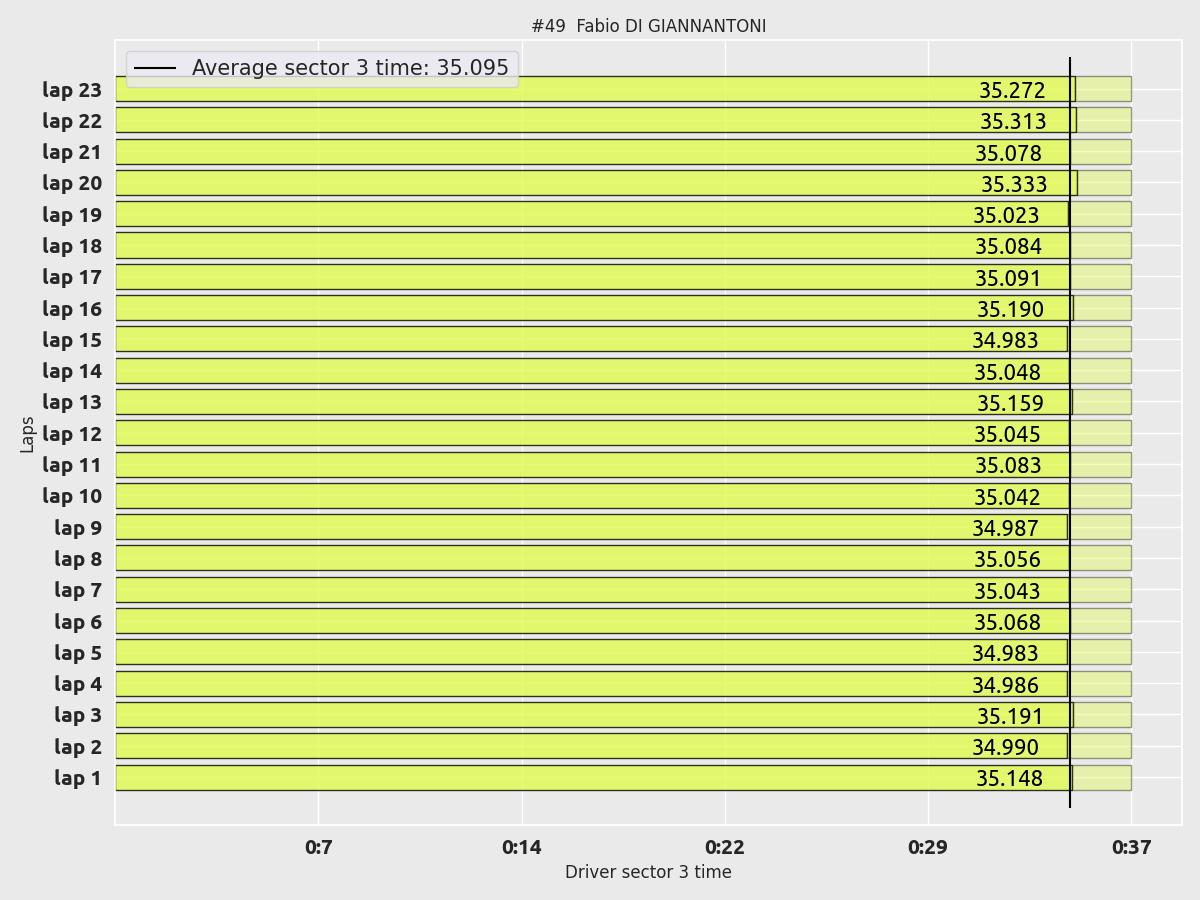 #49 Fabio DI GIANNANTONI
Average sector 3 time: 35.095
lap 23 35.272
lap 22 35.313
lap 21 35.078
lap 20 35.333
lap 19 35.023
lap 18 35.084
lap 17 35.091
lap 16 35.190
lap 15 34.983
lap 14 35.048
lap 13 35.159
lap 12 35.045
lap 11 35.083
lap 10 35.042
lap 9 34.987
lap 8 35.056
lap 7 35.043
lap 6 35.068
lap 5 34.983
lap 4 34.986
lap 3 35.191
lap 2 34.990
lap 1 35.148
Laps
0:7 0:14 0:22 0:29 0:37
Driver sector 3 time